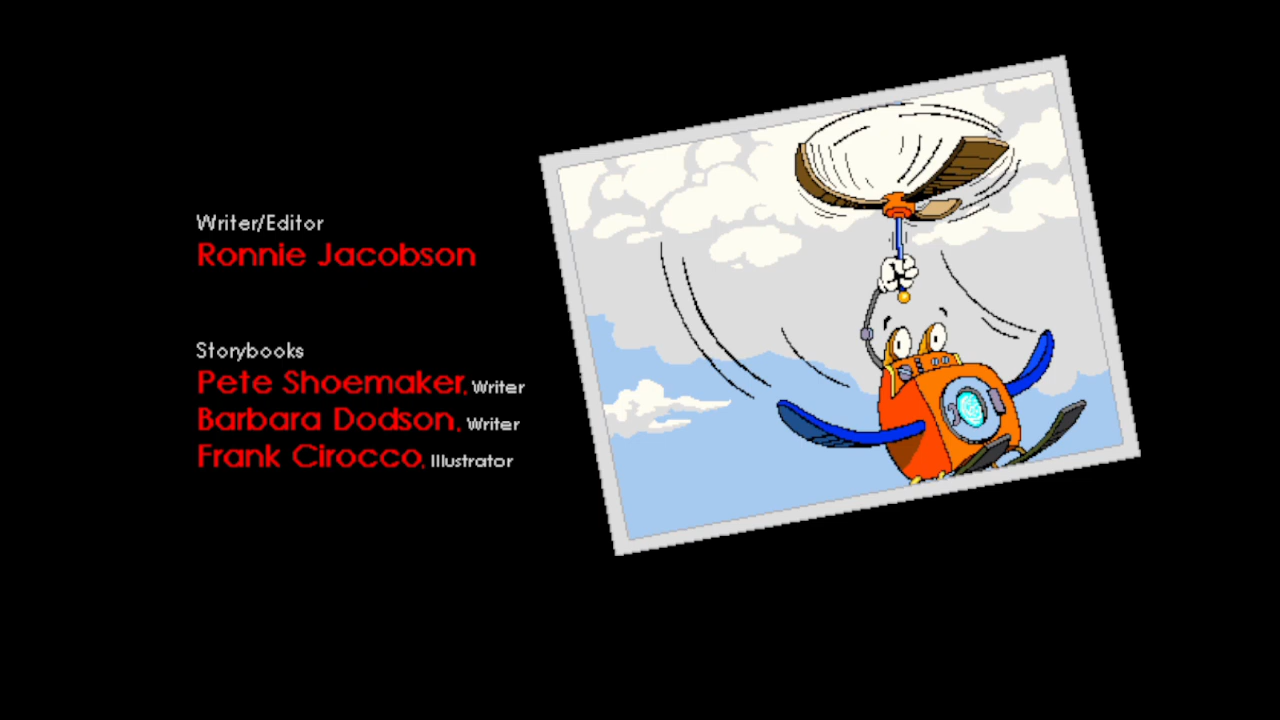 Writer/Editor
Ronnie Jacobson
Storybooks
Pete Shoemaker, Writer
Barbara Dodson, Writer
Frank Cirocco, Illustrator